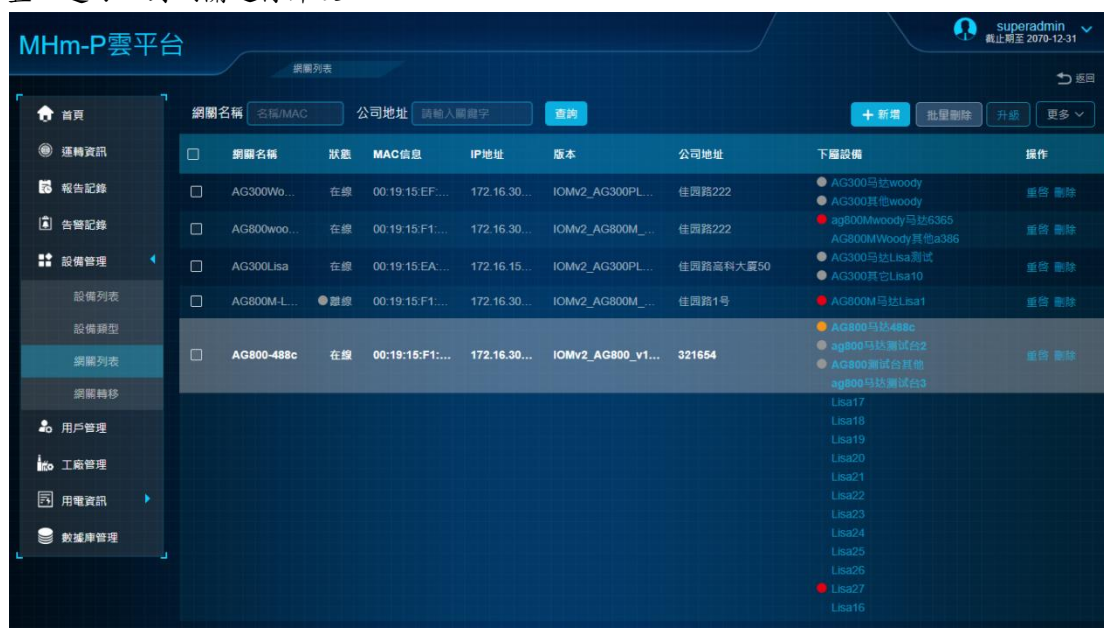 MHm-P雲平台
superadmin
截止期至 2070-12-31
網關列表
返回
首頁
運轉資訊
報告記錄
告警記錄
設備管理
設備列表
設備類型
網關列表
網關轉移
用戶管理
工廠管理
用電資訊
數據庫管理
網關名稱 名稱/MAC 公司地址 請輸入關鍵字 查詢 + 新增 批量刪除 升級 更多
網關名稱 狀態 MAC信息 IP地址 版本 公司地址 下屬設備 操作
AG300Wo... 在線 00:19:15:EF:... 172.16.30... IOMv2_AG300PL... 佳园路222 AG300马达woody 重啓 刪除
AG300其他woody
AG800woo... 在線 00:19:15:F1:... 172.16.30... IOMv2_AG800M_... 佳园路222 ag800Mwoody马达6365 重啓 刪除
AG800MWoody其他a386
AG300Lisa 在線 00:19:15:EA:... 172.16.15... IOMv2_AG300PL... 佳园路高科大厦50 AG300马达Lisa测试 重啓 刪除
AG300其它Lisa10
AG800M-L... 離線 00:19:15:F1:... 172.16.30... IOMv2_AG800M_... 佳园路1号 AG800M马达Lisa1 重啓 刪除
AG800-488c 在線 00:19:15:F1:... 172.16.30... IOMv2_AG800_v1... 321654 AG800马达488c 重啓 刪除
ag800马达测试台2
AG800测试台其他
ag800马达测试台3
Lisa17
Lisa18
Lisa19
Lisa20
Lisa21
Lisa22
Lisa23
Lisa24
Lisa25
Lisa26
Lisa27
Lisa16